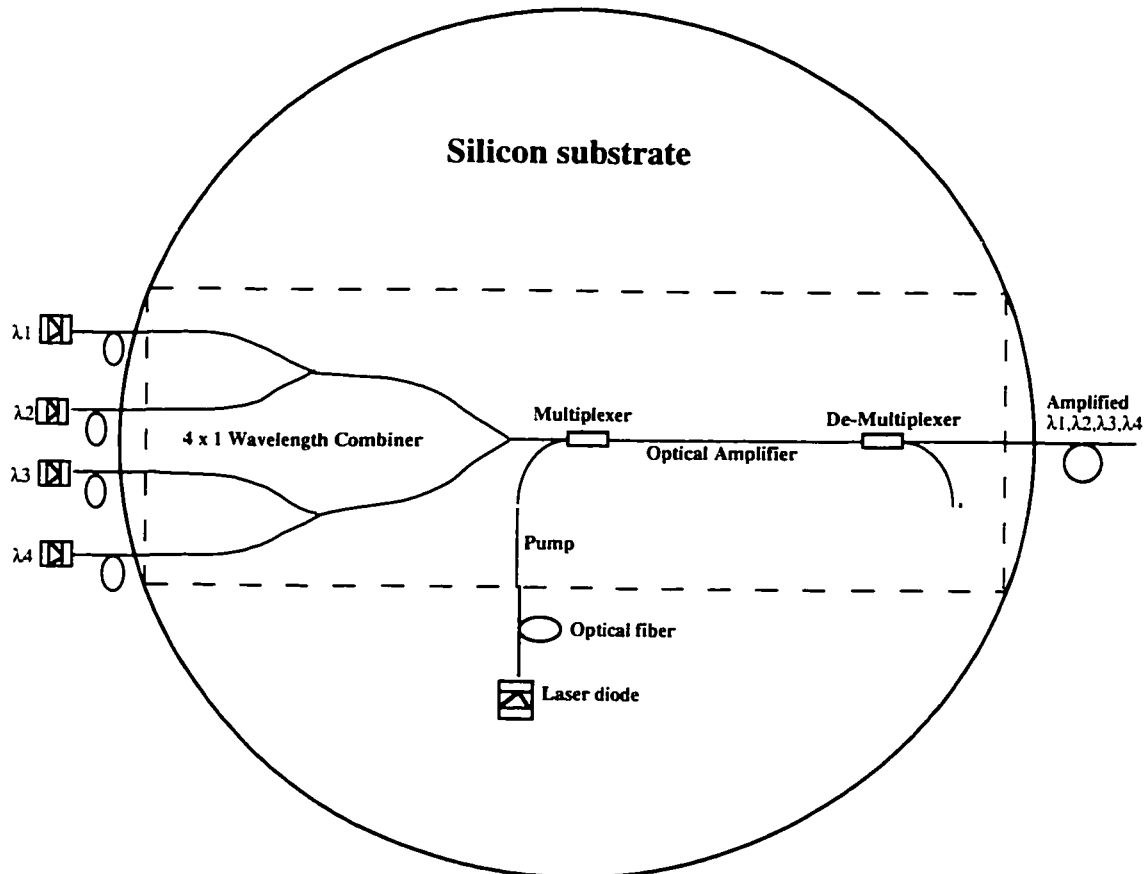 Silicon substrate
λ1
λ2
4 x 1 Wavelength Combiner
λ3
λ4
Multiplexer
Optical Amplifier
De-Multiplexer
Amplified
λ1,λ2,λ3,λ4
Pump
Optical fiber
Laser diode